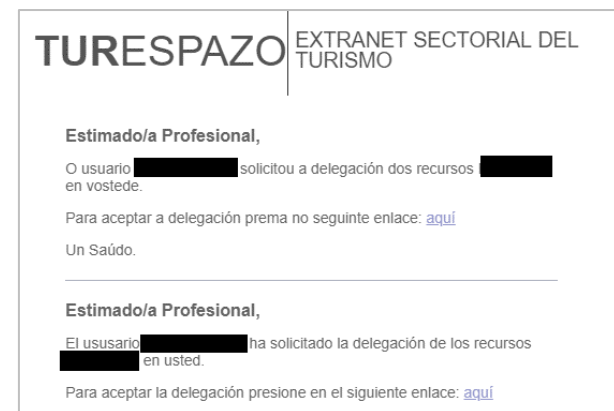 TURESPAZO
EXTRANET SECTORIAL DEL
TURISMO
Estimado/a Profesional,
O usuario solicitou a delegación dos recursos
en vostede.
Para aceptar a delegación prema no seguinte enlace: aquí
Un Saúdo.
Estimado/a Profesional,
El ususario ha solicitado la delegación de los recursos
en usted.
Para aceptar la delegación presione en el siguiente enlace: aquí